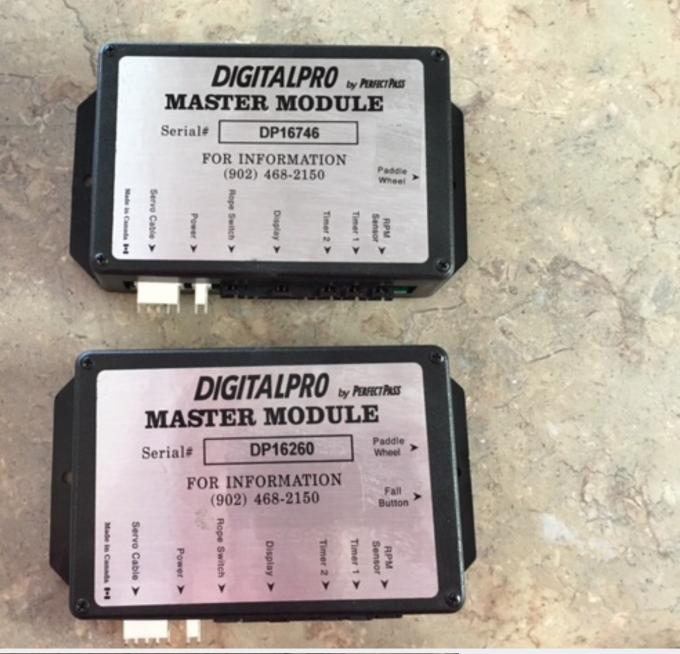 DIGITALPRO by PERFECTPASS
MASTER MODULE
Serial# DP16746
FOR INFORMATION
(902) 468-2150
Paddle
Wheel
Made in Canada
Servo Cable
Power
Rope Switch
Display
Timer 2
Timer 1
RPM
Sensor
DIGITALPRO by PERFECTPASS
MASTER MODULE
Serial# DP16260
Paddle
Wheel
FOR INFORMATION
(902) 468-2150
Fall
Button
Made in Canada
Servo Cable
Power
Rope Switch
Display
Timer 2
Timer 1
RPM
Sensor